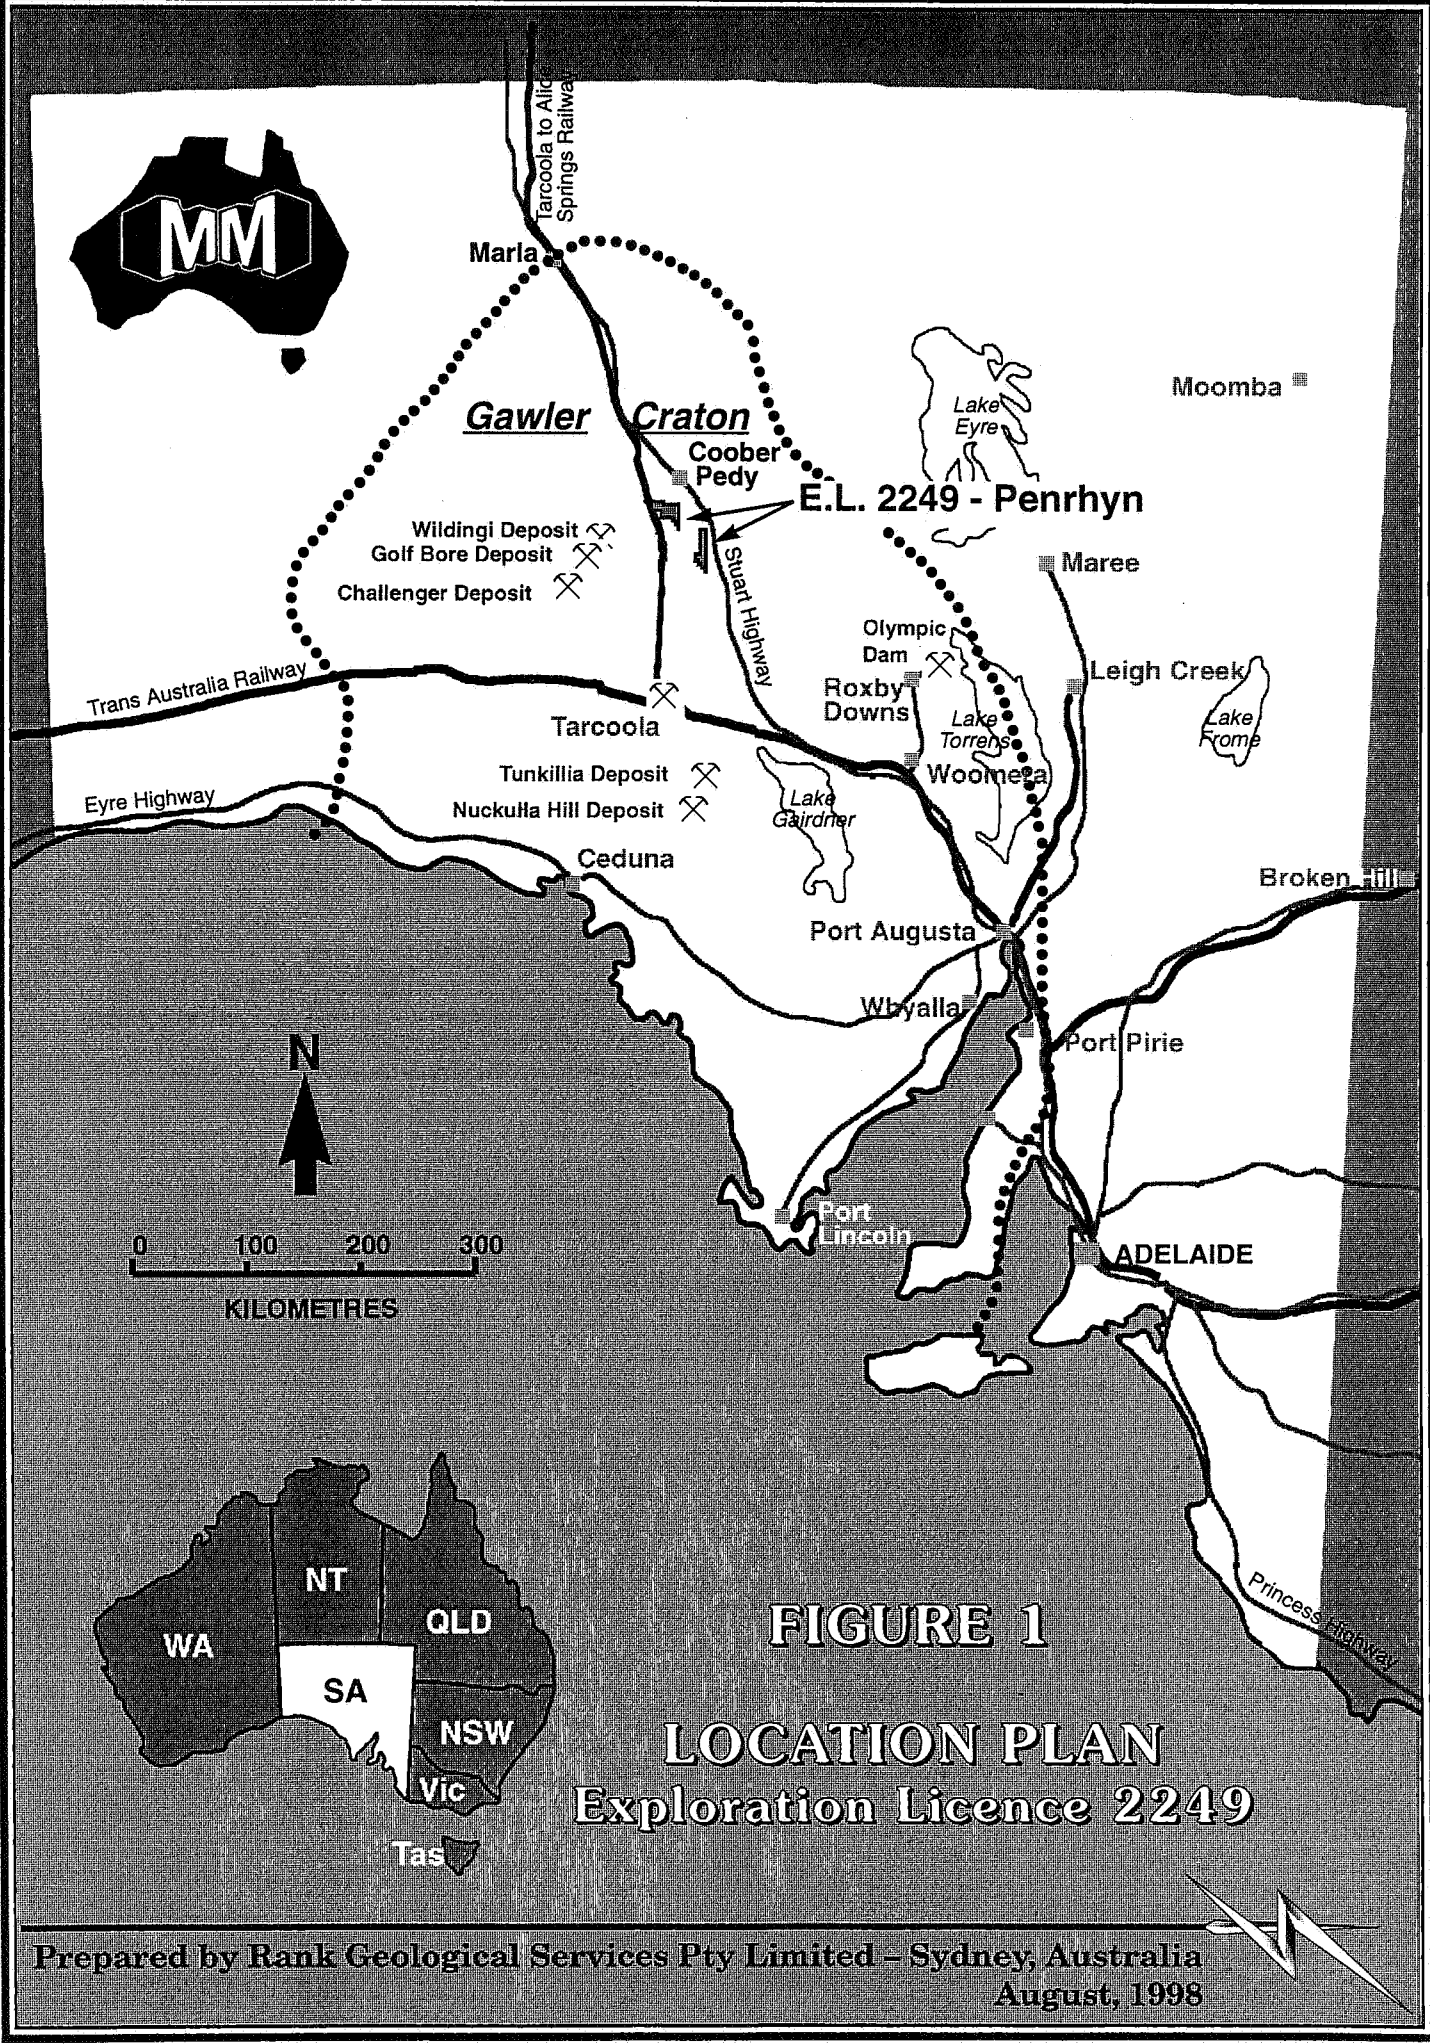 Tarcoola to Alice
Springs Railway
MM
Marla
Moomba
Lake
Eyre
Gawler Craton
Coober
Pedy
E.L. 2249 - Penrhyn
Wildingi Deposit
Golf Bore Deposit
Challenger Deposit
Stuart Highway
Maree
Olympic
Dam
Roxby
Downs
Leigh Creek
Lake
Torrens
Lake
Frome
Trans Australia Railway
Tarcoola
Woomera
Tunkillia Deposit
Nuckulla Hill Deposit
Lake
Gairdner
Eyre Highway
Ceduna
Broken Hill
Port Augusta
Whyalla
Port Pirie
N
Port
Lincoln
0 100 200 300
KILOMETRES
ADELAIDE
Princess Highway
NT
WA
QLD
SA
NSW
Vic
Tas
FIGURE 1
LOCATION PLAN
Exploration Licence 2249
Prepared by Rank Geological Services Pty Limited – Sydney, Australia
August, 1998